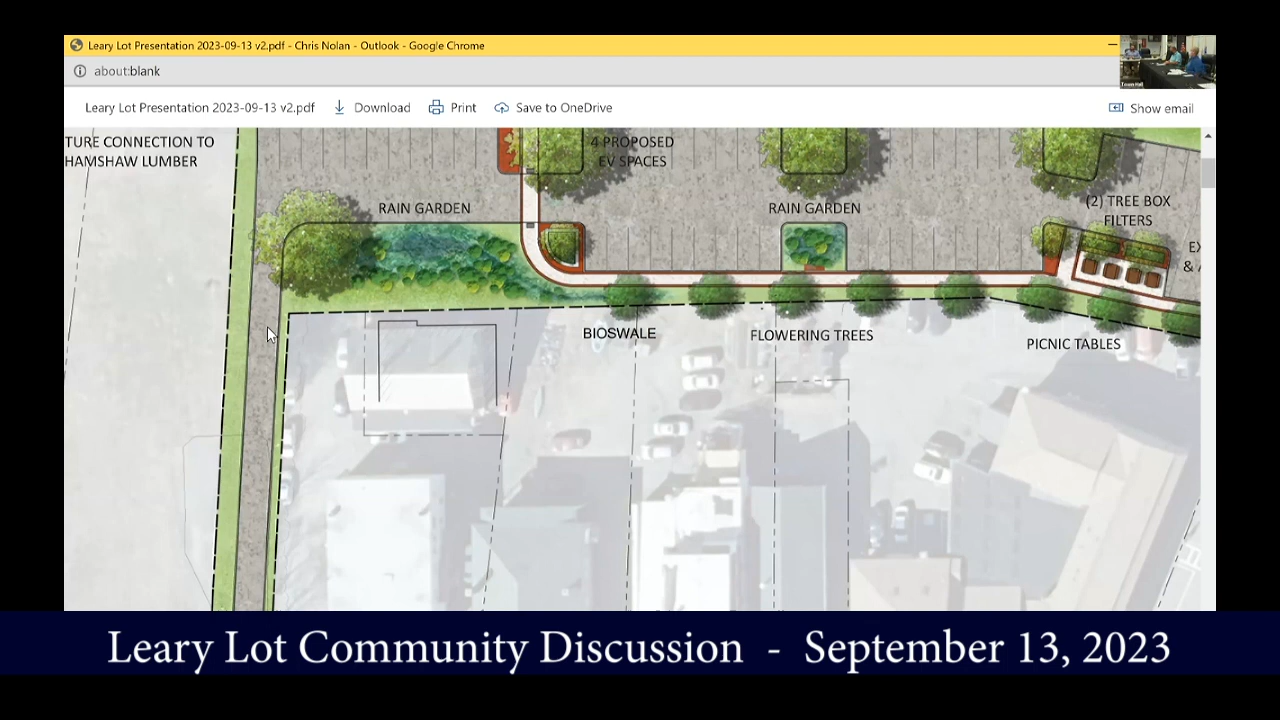 Leary Lot Presentation 2023-09-13 v2.pdf - Chris Nolan - Outlook - Google Chrome
about:blank
Leary Lot Presentation 2023-09-13 v2.pdf Download Print Save to OneDrive Show email
TURE CONNECTION TO
HAMSHAW LUMBER
4 PROPOSED
EV SPACES
RAIN GARDEN
RAIN GARDEN
(2) TREE BOX
FILTERS
EX
& A
BIOSWALE
FLOWERING TREES
PICNIC TABLES
Leary Lot Community Discussion - September 13, 2023